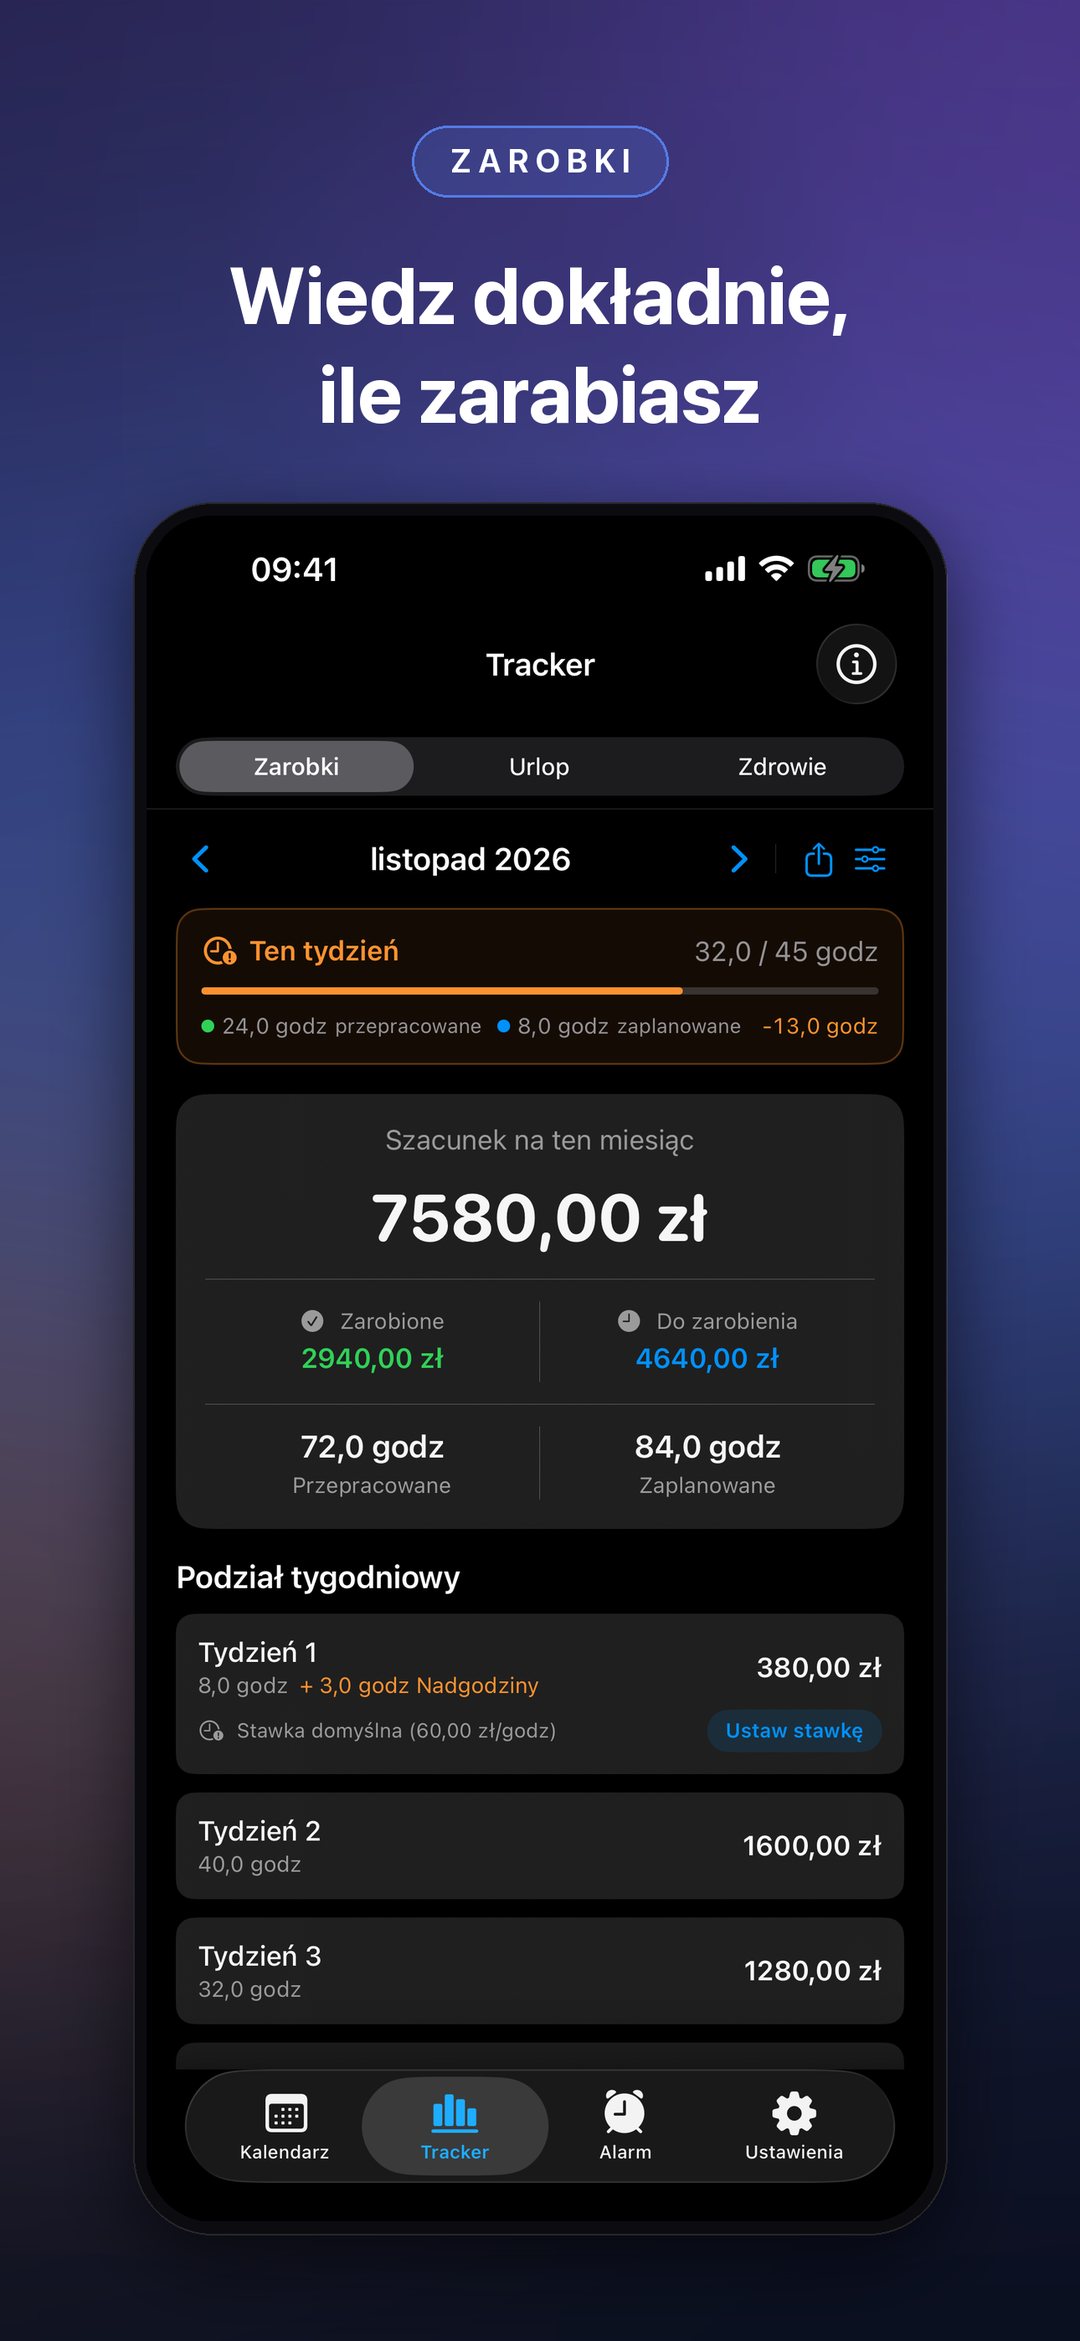 ZAROBKI
Wiedz dokładnie,
ile zarabiasz
09:41
Tracker
Zarobki Urlop Zdrowie
listopad 2026
Ten tydzień 32,0 / 45 godz
24,0 godz przepracowane 8,0 godz zaplanowane -13,0 godz
Szacunek na ten miesiąc
7580,00 zł
Zarobione Do zarobienia
2940,00 zł 4640,00 zł
72,0 godz 84,0 godz
Przepracowane Zaplanowane
Podział tygodniowy
Tydzień 1 380,00 zł
8,0 godz + 3,0 godz Nadgodziny
Stawka domyślna (60,00 zł/godz) Ustaw stawkę
Tydzień 2 1600,00 zł
40,0 godz
Tydzień 3 1280,00 zł
32,0 godz
Kalendarz Tracker Alarm Ustawienia